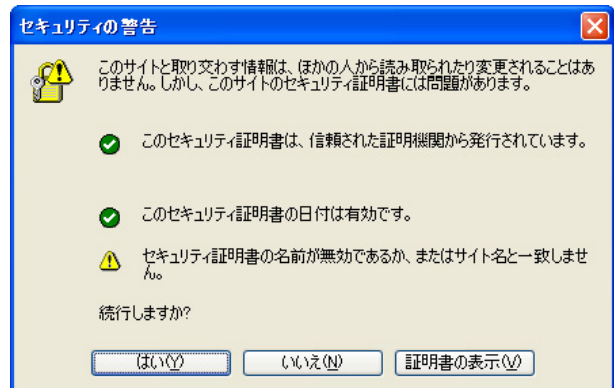 セキュリティの警告
このサイトと取り交わす情報は、ほかの人から読み取られたり変更されることはあ
りません。しかし、このサイトのセキュリティ証明書には問題があります。
このセキュリティ証明書は、信頼された証明機関から発行されています。
このセキュリティ証明書の日付は有効です。
セキュリティ証明書の名前が無効であるか、またはサイト名と一致しませ
ん。
続行しますか?
はい(Y) いいえ(N) 証明書の表示(V)